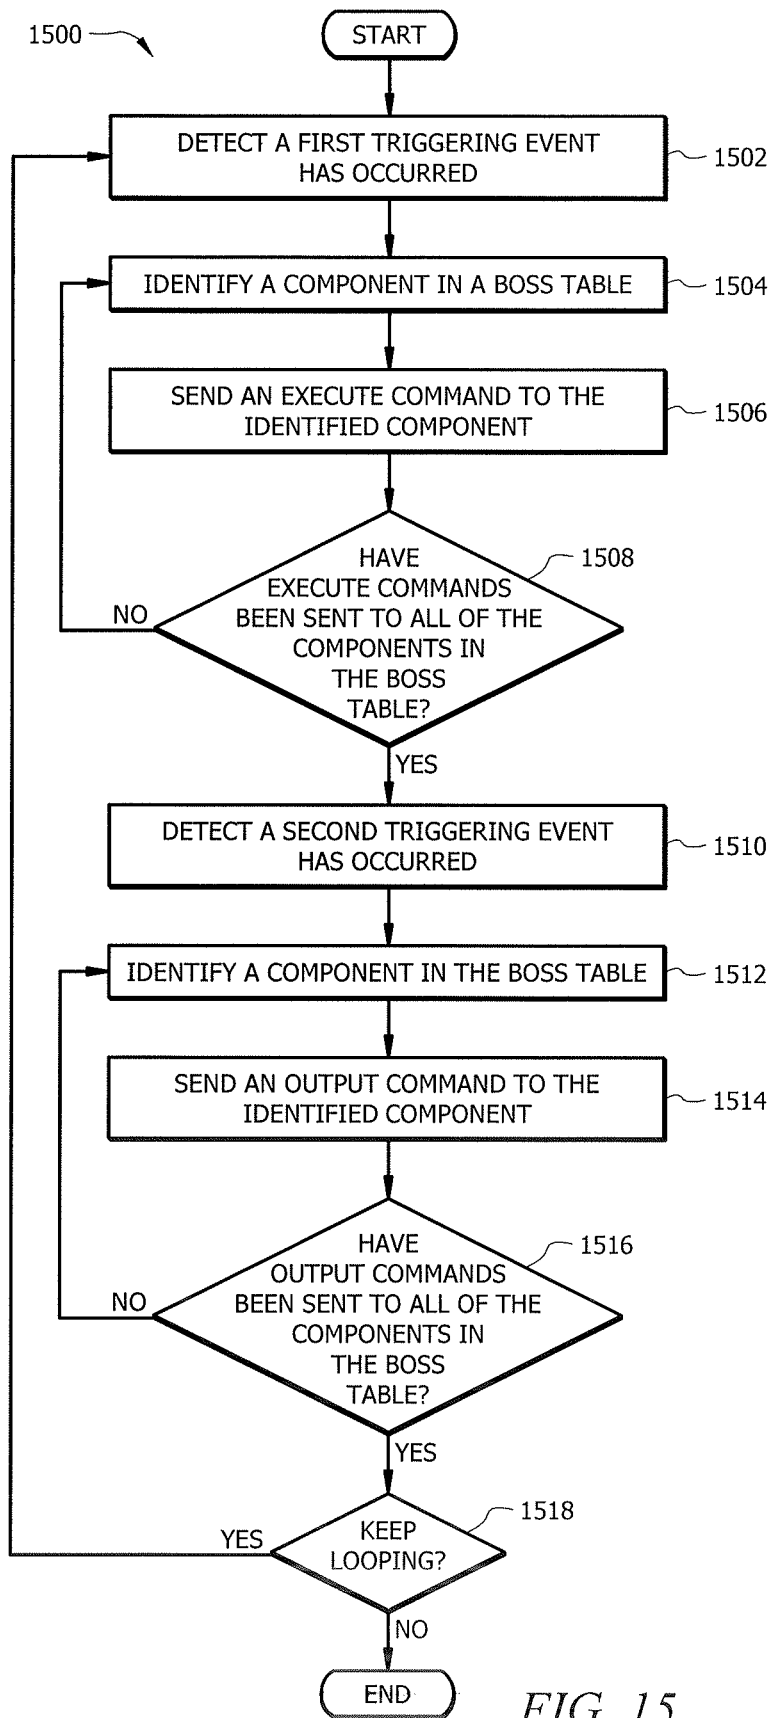 1500
START
DETECT A FIRST TRIGGERING EVENT
HAS OCCURRED
1502
IDENTIFY A COMPONENT IN A BOSS TABLE
1504
SEND AN EXECUTE COMMAND TO THE
IDENTIFIED COMPONENT
1506
HAVE
EXECUTE COMMANDS
BEEN SENT TO ALL OF THE
COMPONENTS IN
THE BOSS
TABLE?
1508
NO
YES
DETECT A SECOND TRIGGERING EVENT
HAS OCCURRED
1510
IDENTIFY A COMPONENT IN THE BOSS TABLE
1512
SEND AN OUTPUT COMMAND TO THE
IDENTIFIED COMPONENT
1514
HAVE
OUTPUT COMMANDS
BEEN SENT TO ALL OF THE
COMPONENTS IN
THE BOSS
TABLE?
1516
NO
YES
KEEP
LOOPING?
1518
YES
NO
END
FIG. 15